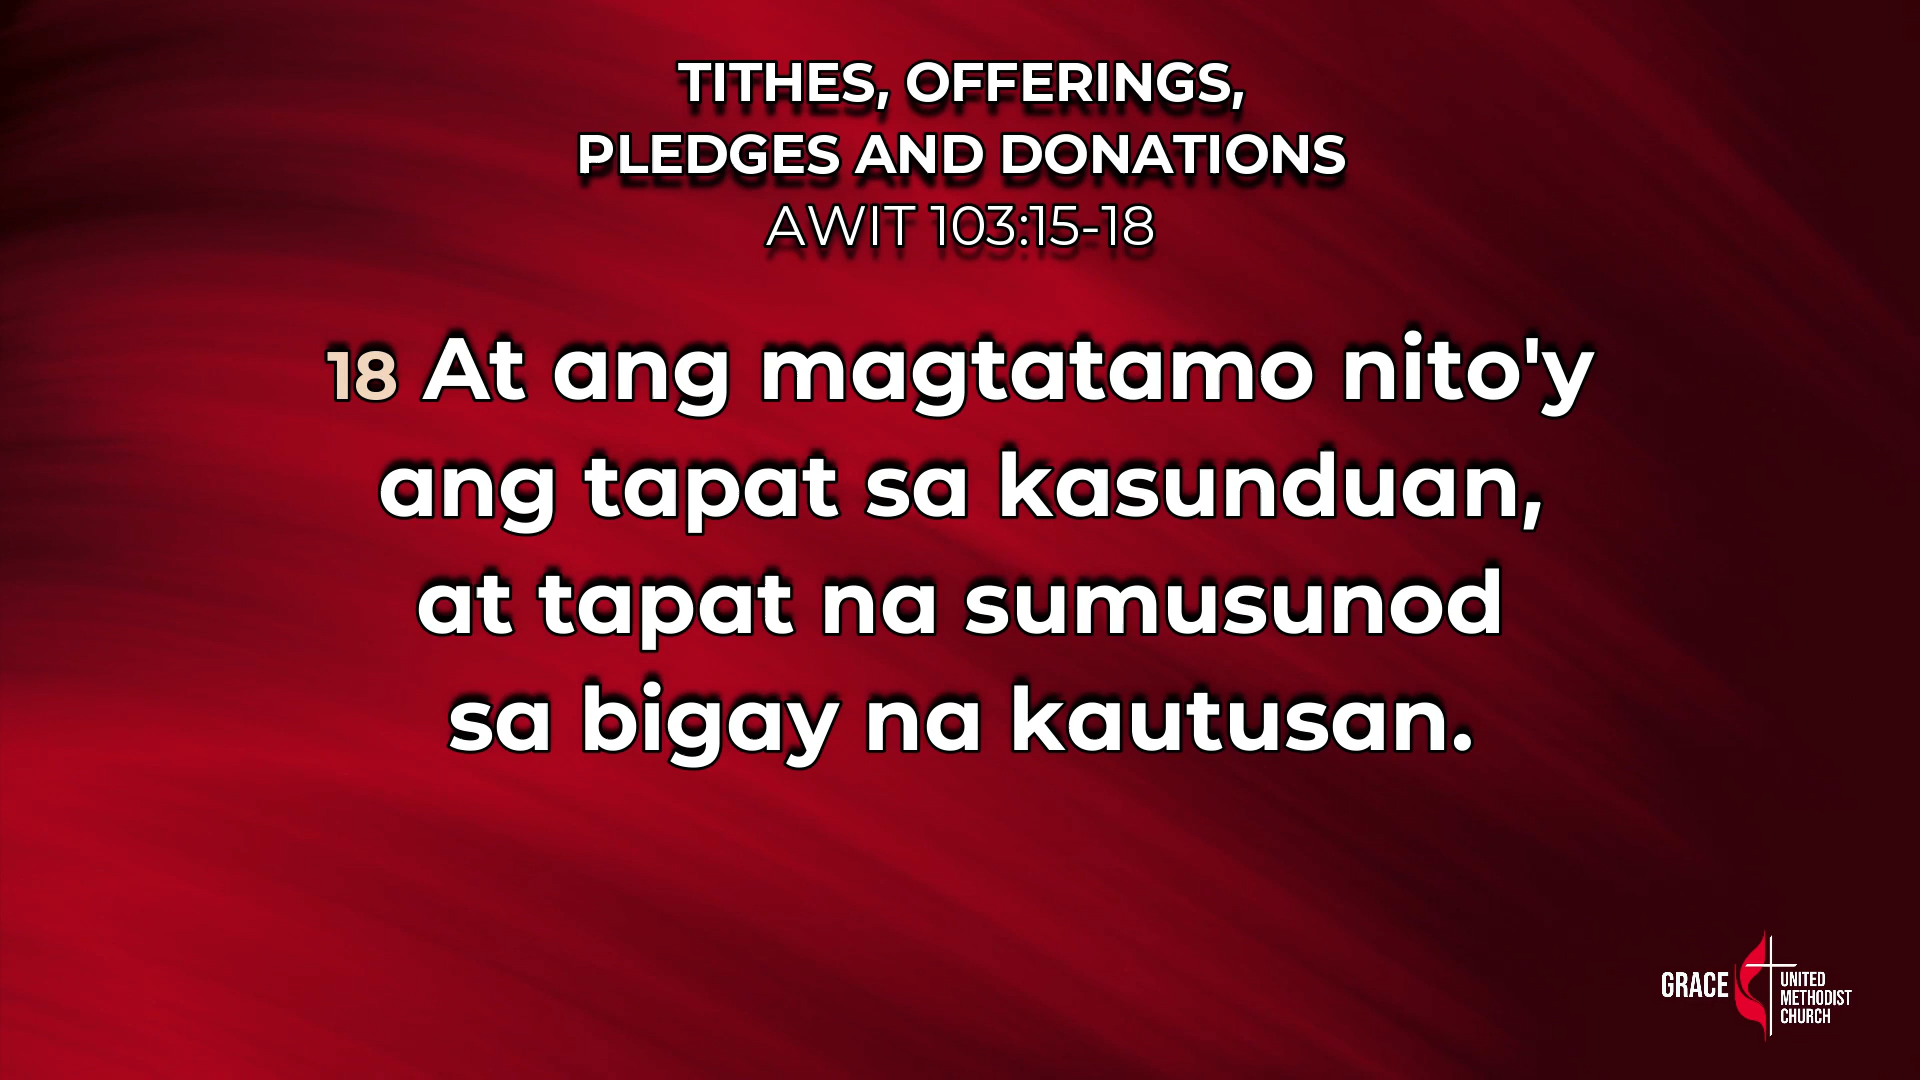 TITHES, OFFERINGS,
PLEDGES AND DONATIONS
AWIT 103:15-18
18 At ang magtatamo nito'y
ang tapat sa kasunduan,
at tapat na sumusunod
sa bigay na kautusan.
GRACE
UNITED
METHODIST
CHURCH